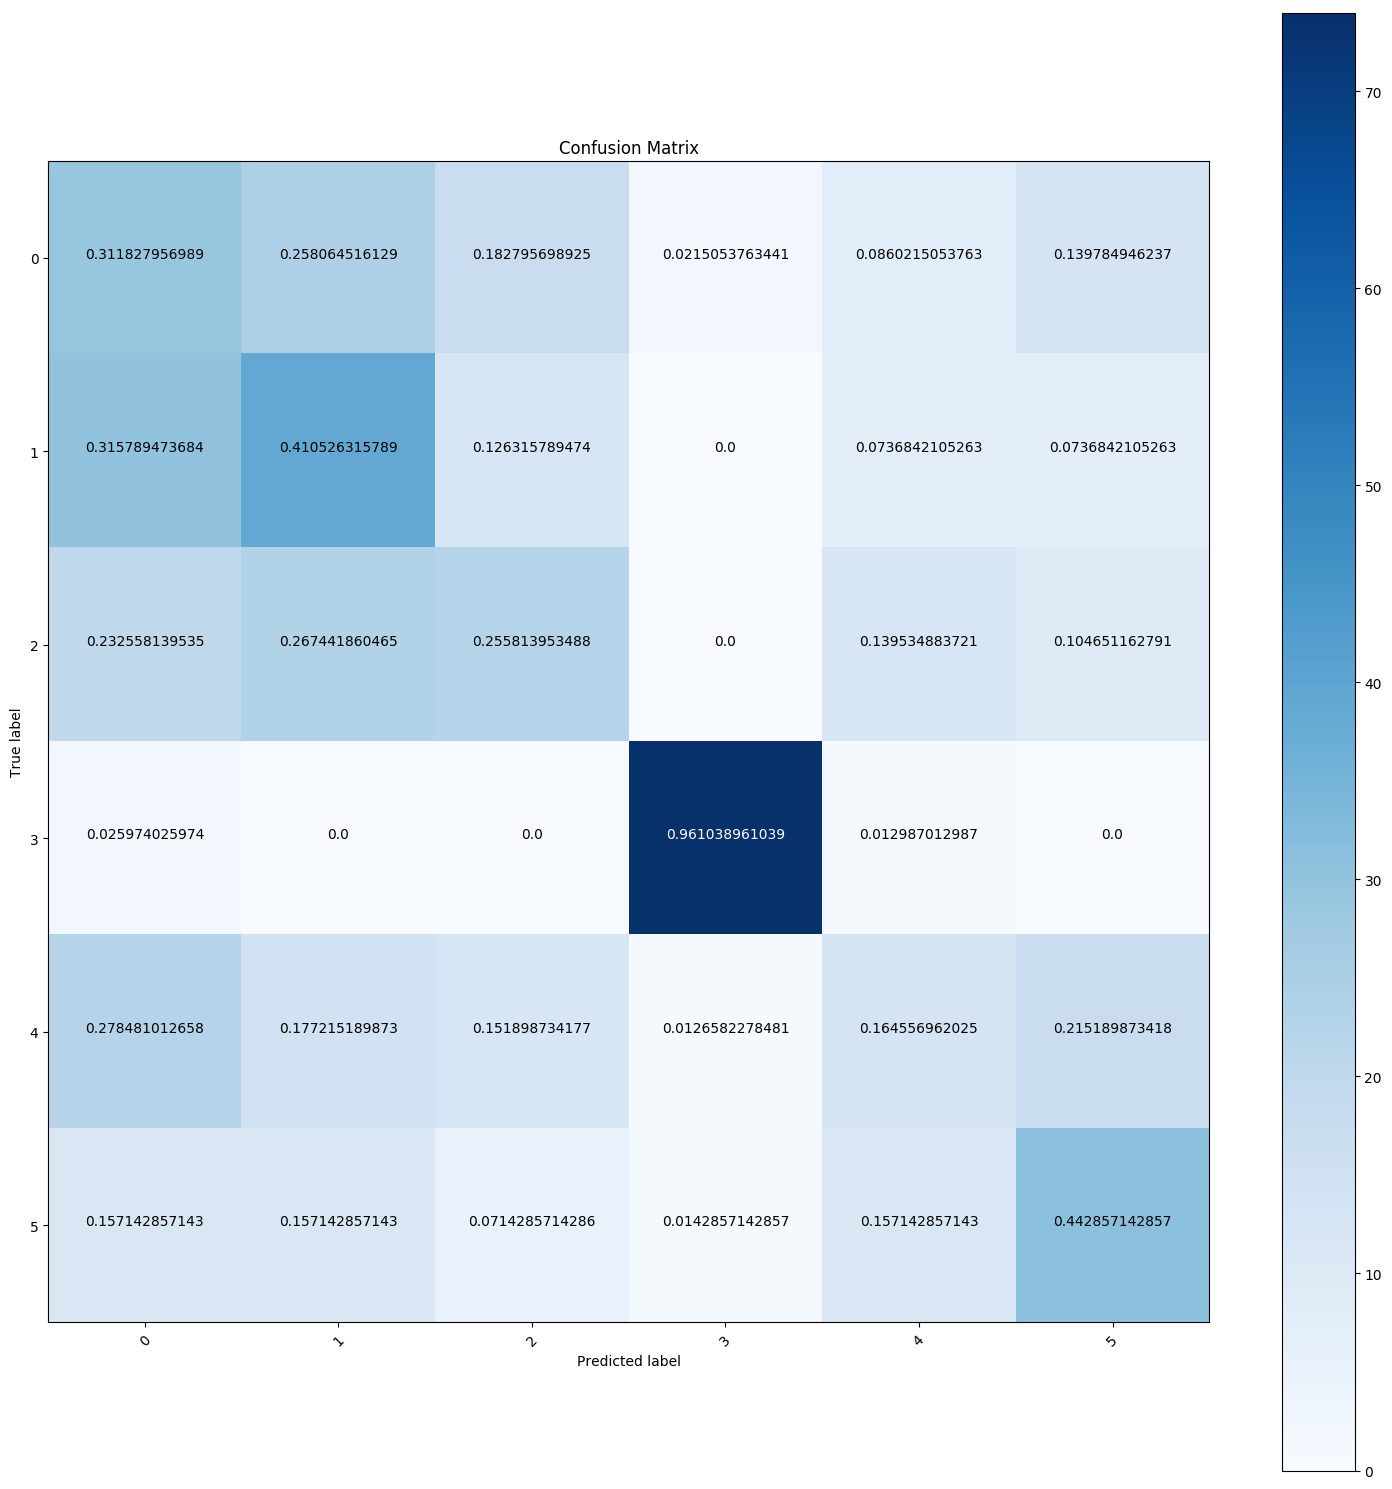 Confusion Matrix
0 0.311827956989 0.258064516129 0.182795698925 0.0215053763441 0.0860215053763 0.139784946237
1 0.315789473684 0.410526315789 0.126315789474 0.0 0.0736842105263 0.0736842105263
2 0.232558139535 0.267441860465 0.255813953488 0.0 0.139534883721 0.104651162791
3 0.025974025974 0.0 0.0 0.961038961039 0.012987012987 0.0
4 0.278481012658 0.177215189873 0.151898734177 0.0126582278481 0.164556962025 0.215189873418
5 0.157142857143 0.157142857143 0.0714285714286 0.0142857142857 0.157142857143 0.442857142857
0 1 2 3 4 5
True label
Predicted label
70
60
50
40
30
20
10
0